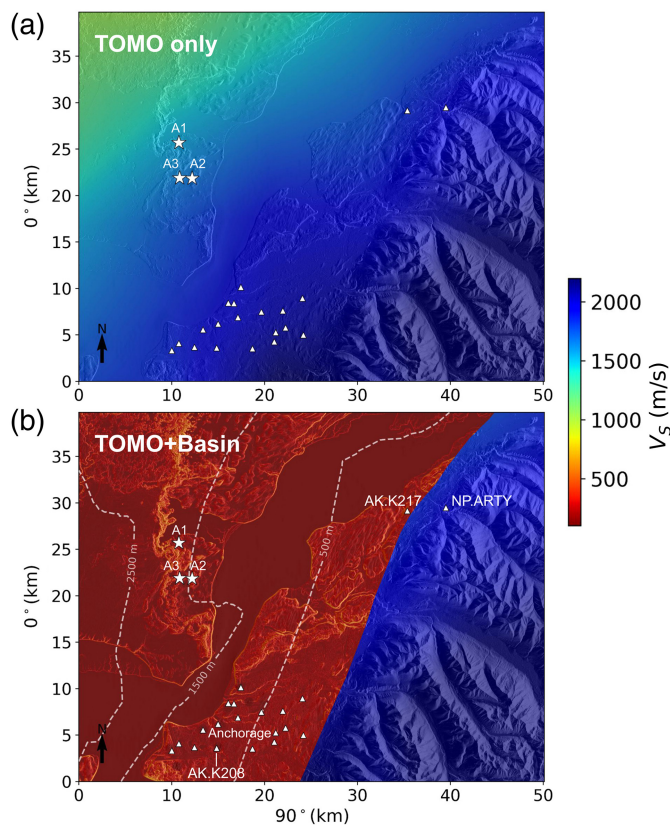 (a)
TOMO only
35
30
25
20
15
10
5
0
0°(km)
A1
A3 A2
N
0 10 20 30 40 50
2000
1500
1000
500
V_S (m/s)
(b)
TOMO+Basin
35
30
25
20
15
10
5
0
0°(km)
AK.K217 NP.ARTY
A1
A3 A2
2500 m
500 m
1500 m
Anchorage
AK.K208
N
0 10 20 30 40 50
90°(km)